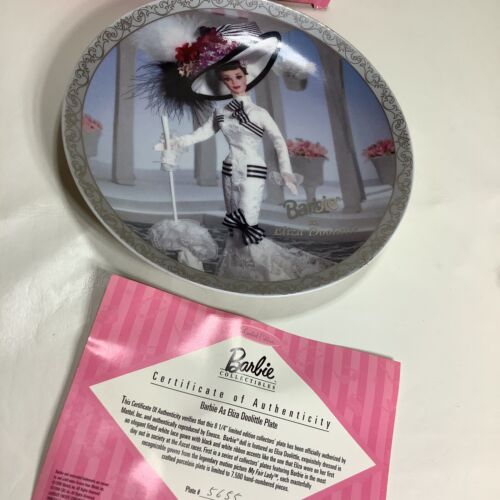 Barbie
as
Eliza Doolittle
Limited Edition
Barbie
COLLECTIBLES
Certificate of Authenticity
Barbie As Eliza Doolittle Plate
This Certificate Of Authenticity verifies that this 8 1/4" limited edition collectors' plate has been officially authorized by
Mattel, Inc. and authentically reproduced by Enesco. Barbie® doll is featured as Eliza Doolittle, exquisitely dressed in
an elegant fitted white lace gown with black and white ribbon accents like the one that Eliza wore on her first
day out in society at the Ascot races. First in a series of collectors' plates featuring Barbie in the most
recognizable gowns from the legendary motion picture My Fair Lady™, each resoundly
crafted porcelain plate is limited to 7,500 hand-numbered pieces.
Plate # 5655